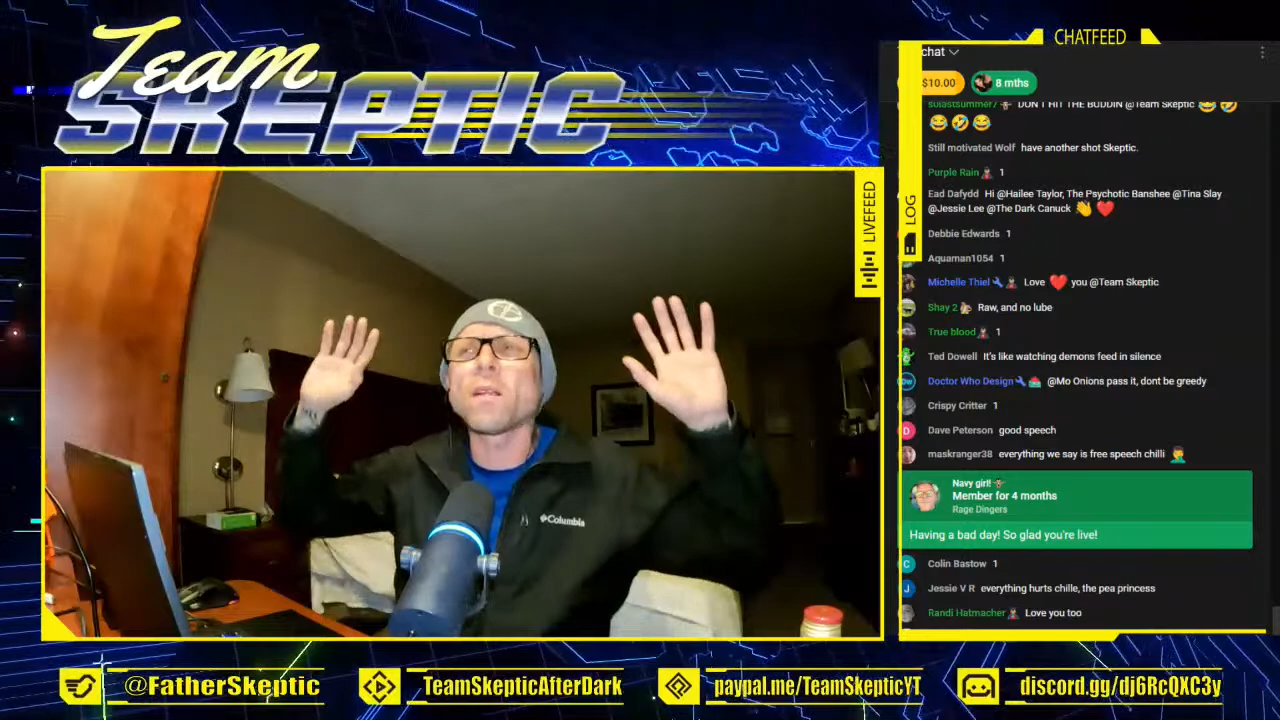 Team
SKEPTIC
CHATFEED
chat
$10.00
8 mths
LIVEFEED
LOG
DON'T HIT THE BUDDIN @Team Skeptic 😂 🤣
😂 🤣 😂
Still motivated Wolf have another shot Skeptic.
Purple Rain 1
Ead Dafydd Hi @Hailee Taylor, The Psychotic Banshee @Tina Slay
@Jessie Lee @The Dark Canuck 👋 ❤️
Debbie Edwards 1
Aquaman1054 1
Michelle Thiel Love ❤️ you @Team Skeptic
Shay 2 Raw, and no lube
True blood 1
Ted Dowell It's like watching demons feed in silence
Doctor Who Design @Mo Onions pass it, dont be greedy
Crispy Critter 1
Dave Peterson good speech
maskranger38 everything we say is free speech chilli
Navy girl!
Member for 4 months
Rage Dingers
Having a bad day! So glad you're live!
Colin Bastow 1
Jessie V R everything hurts chille, the pea princess
Randi Hatmacher Love you too
Columbia
@FatherSkeptic
TeamSkepticAfterDark
paypal.me/TeamSkepticYT
discord.gg/dj6RcQXC3y